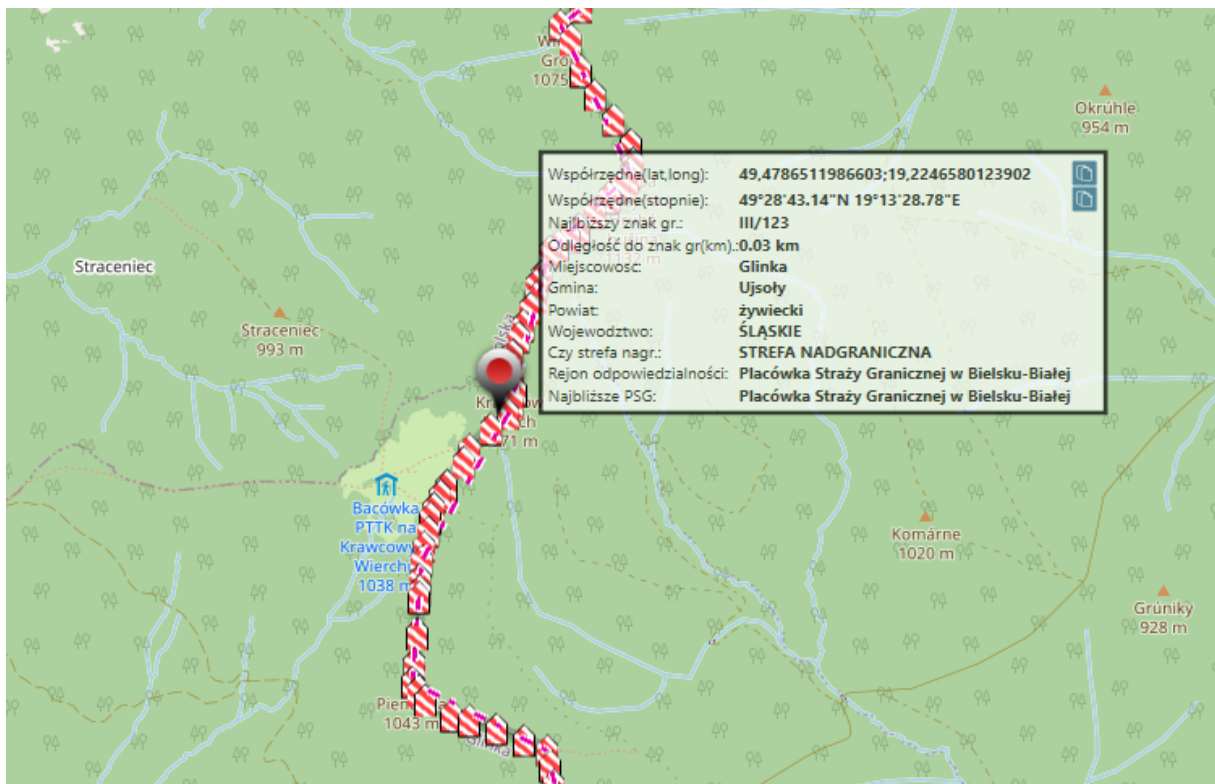 1075
Okrúhle
954 m
Współrzędne(lat,long): 49,4786511986603;19,2246580123902
Współrzędne(stopnie): 49°28'43.14"N 19°13'28.78"E
Najbliższy znak gr.: III/123
Odległość do znak gr(km).: 0.03 km
1132 m
Miejscowość: Glinka
Gmina: Ujsoły
Powiat: żywiecki
Wojewodztwo: ŚLĄSKIE
Czy strefa nagr.: STREFA NADGRANICZNA
Rejon odpowiedzialności: Placówka Straży Granicznej w Bielsku-Białej
Najbliższe PSG: Placówka Straży Granicznej w Bielsku-Białej
Straceniec
Straceniec
993 m
Bacówka
PTTK na
Krawcowym
Wierchu
1038 m
Komárne
1020 m
Grúniky
928 m
1043 m
Glinka